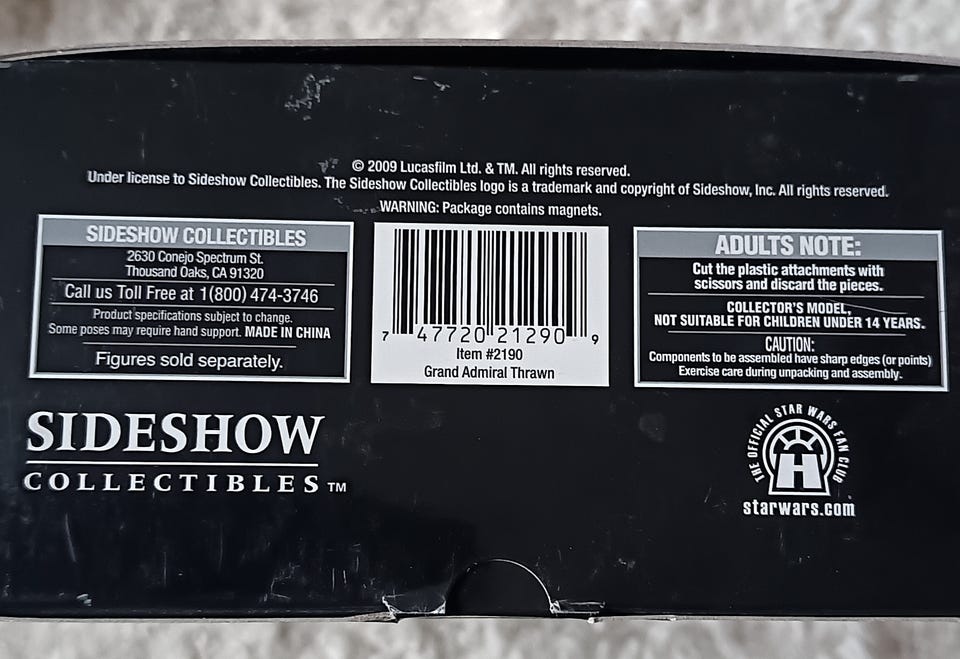 © 2009 Lucasfilm Ltd. & TM. All rights reserved.
Under license to Sideshow Collectibles. The Sideshow Collectibles logo is a trademark and copyright of Sideshow, Inc. All rights reserved.
WARNING: Package contains magnets.
SIDESHOW COLLECTIBLES
2630 Conejo Spectrum St.
Thousand Oaks, CA 91320
Call us Toll Free at 1(800) 474-3746
Product specifications subject to change.
Some poses may require hand support. MADE IN CHINA
Figures sold separately.
7 47720 21290 9
Item #2190
Grand Admiral Thrawn
ADULTS NOTE:
Cut the plastic attachments with
scissors and discard the pieces.
COLLECTOR'S MODEL,
NOT SUITABLE FOR CHILDREN UNDER 14 YEARS.
CAUTION:
Components to be assembled have sharp edges (or points)
Exercise care during unpacking and assembly.
SIDESHOW
COLLECTIBLES TM
THE OFFICIAL STAR WARS FAN CLUB
H
starwars.com